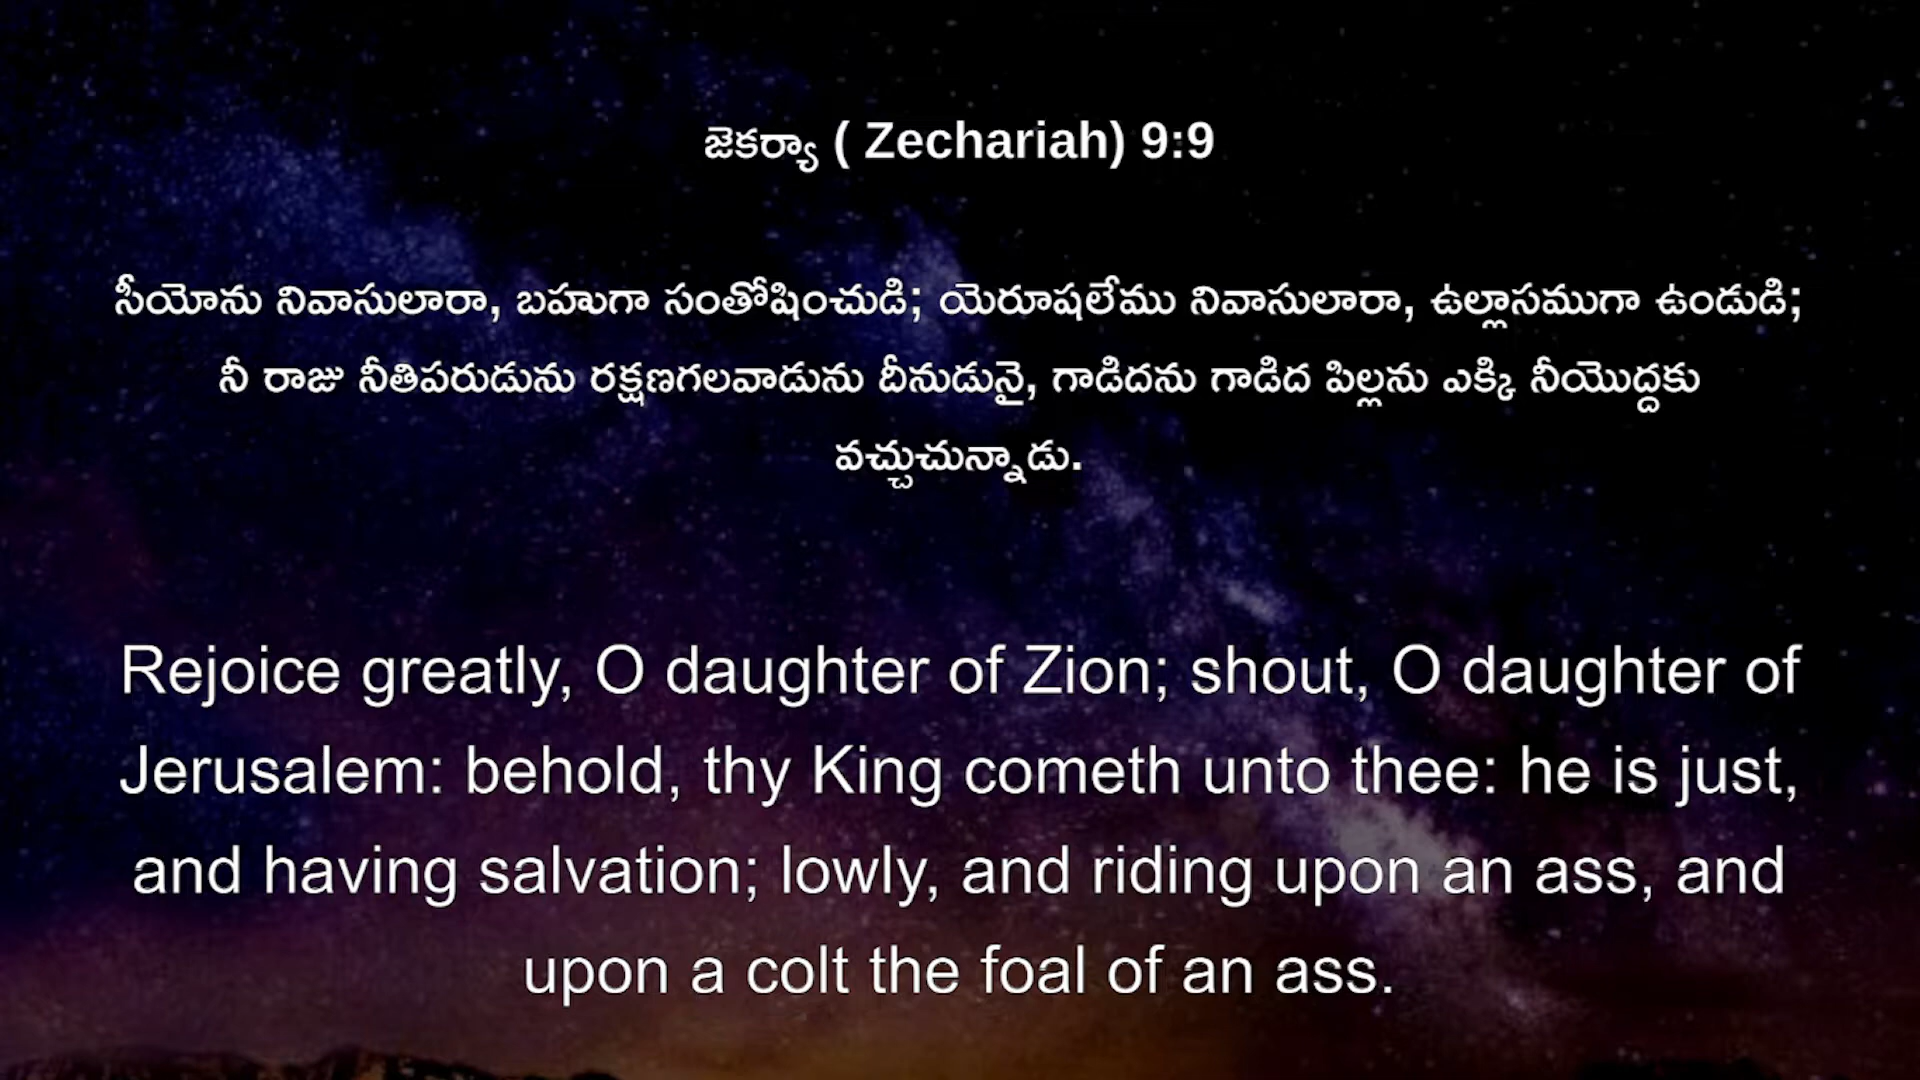 జెకర్యా ( Zechariah) 9:9
సీయోను నివాసులారా, బహుగా సంతోషించుడి; యెరూషలేము నివాసులారా, ఉల్లాసముగా ఉండుడి;
నీ రాజు నీతిపరుడును రక్షణగలవాడును దీనుడునై, గాడిదను గాడిద పిల్లను ఎక్కి నీయొద్దకు
వచ్చుచున్నాడు.
Rejoice greatly, O daughter of Zion; shout, O daughter of
Jerusalem: behold, thy King cometh unto thee: he is just,
and having salvation; lowly, and riding upon an ass, and
upon a colt the foal of an ass.